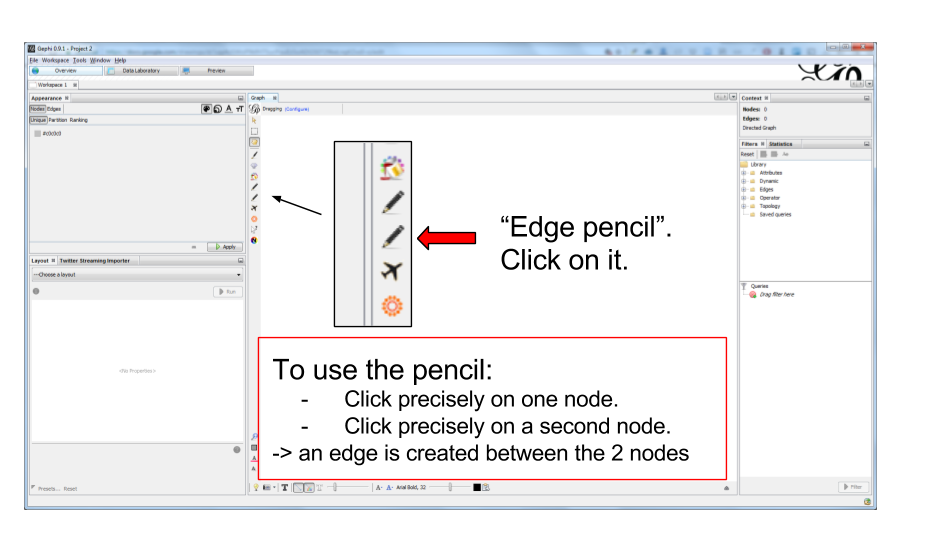 Gephi 0.9.1 - Project 2
File Workspace Tools Window Help
Overview Data Laboratory Preview
Workspace 1
Appearance
Nodes Edges
Unique Partition Ranking
#c0c0c0
Apply
Layout Twitter Streaming Importer
---Choose a layout
Run
<No Properties>
Presets... Reset
Graph
Dragging (Configure)
“Edge pencil”.
Click on it.
To use the pencil:
- Click precisely on one node.
- Click precisely on a second node.
-> an edge is created between the 2 nodes
T A- A- Arial Bold, 32
Context
Nodes: 0
Edges: 0
Directed Graph
Filters Statistics
Reset
Library
Attributes
Dynamic
Edges
Operator
Topology
Saved queries
Queries
Drag filter here
Filter